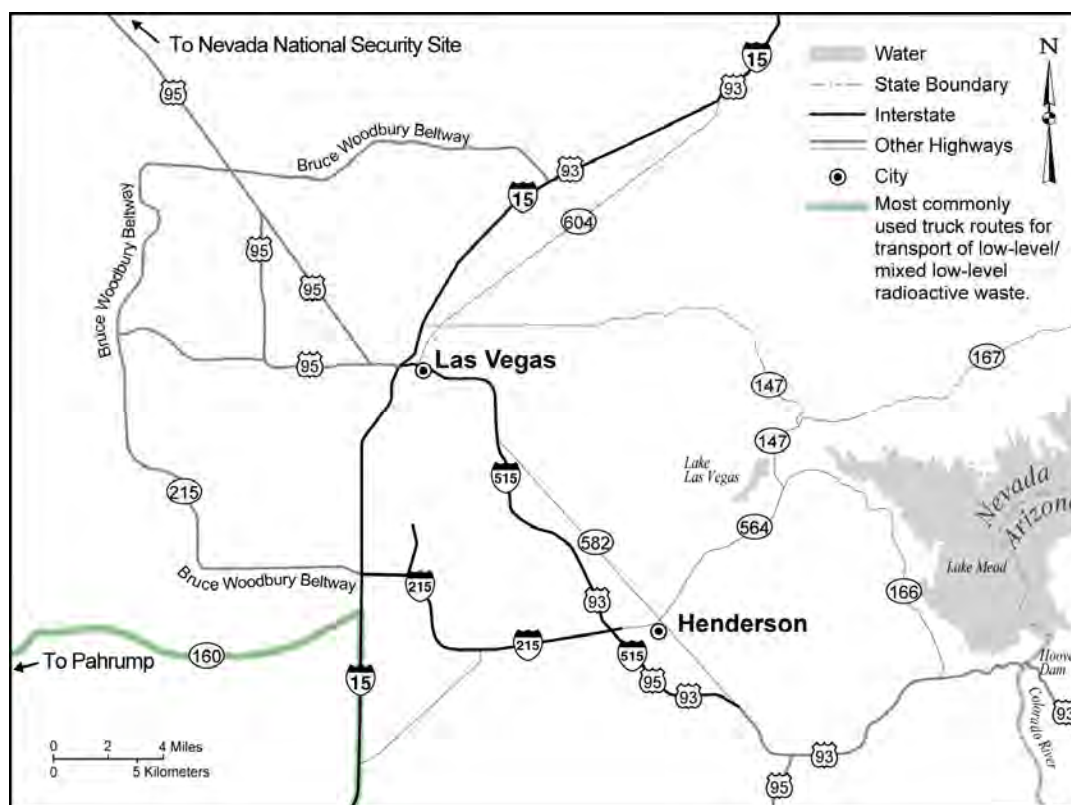 To Nevada National Security Site
95
Bruce Woodbury Beltway
15
93
93
15
604
95
95
Bruce Woodbury Beltway
95
Las Vegas
167
147
147
Lake
Las Vegas
Nevada
Arizona
215
515
582
564
Lake Mead
166
Bruce Woodbury Beltway
215
93
Henderson
160
215
515
To Pahrump
15
95
93
Hoover
Dam
Colorado River
93
93
95
0 2 4 Miles
0 5 Kilometers
Water
State Boundary
Interstate
Other Highways
City
Most commonly
used truck routes for
transport of low-level/
mixed low-level
radioactive waste.
N